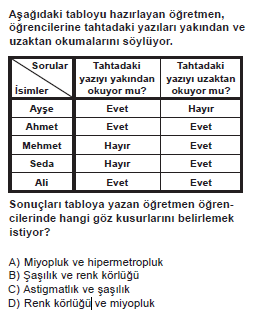 Aşağıdaki tabloyu hazırlayan öğretmen,
öğrencilerine tahtadaki yazıları yakından ve
uzaktan okumalarını söylüyor.
Sorular
İsimler
Tahtadaki yazıyı yakından okuyor mu?
Tahtadaki yazıyı uzaktan okuyor mu?
Ayşe Evet Hayır
Ahmet Evet Evet
Mehmet Hayır Evet
Seda Hayır Evet
Ali Evet Evet
Sonuçları tabloya yazan öğretmen öğren-
cilerinde hangi göz kusurlarını belirlemek
istiyor?
A) Miyopluk ve hipermetropluk
B) Şaşılık ve renk körlüğü
C) Astigmatlık ve şaşılık
D) Renk körlüğü ve miyopluk